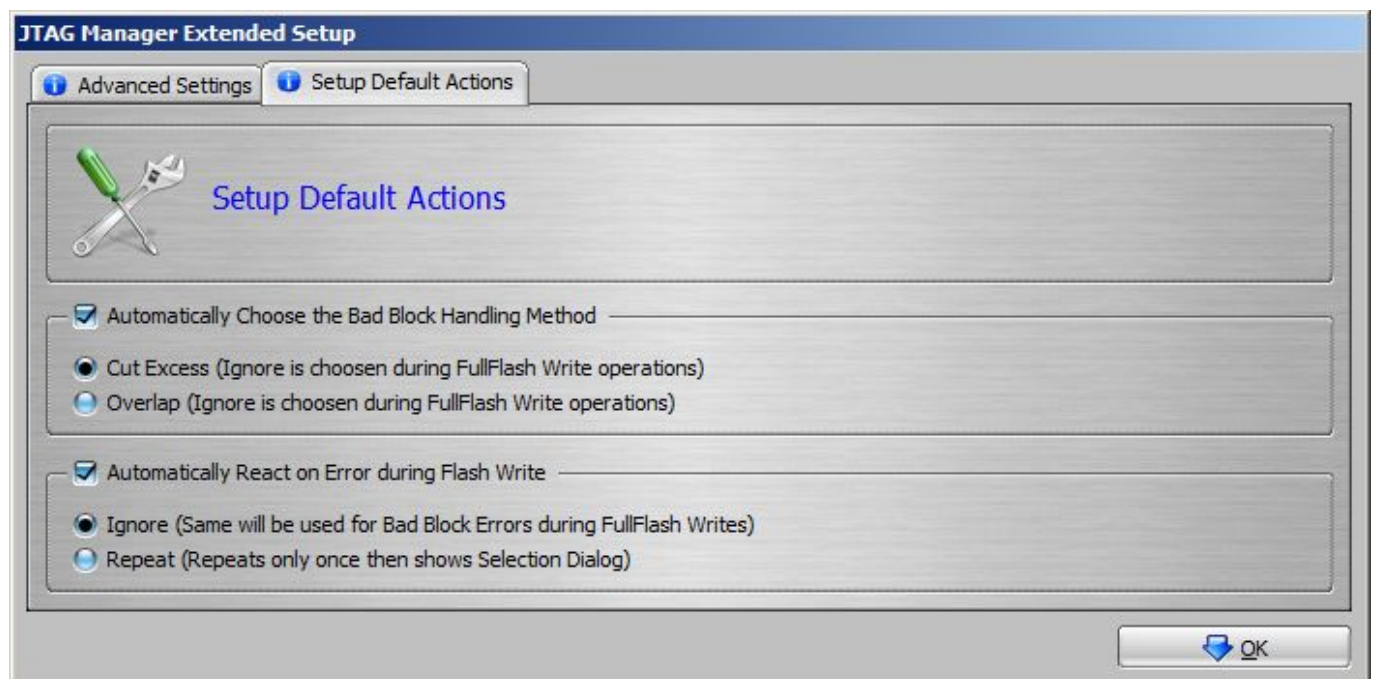 JTAG Manager Extended Setup
Advanced Settings
Setup Default Actions
Setup Default Actions
Automatically Choose the Bad Block Handling Method
Cut Excess (Ignore is choosen during FullFlash Write operations)
Overlap (Ignore is choosen during FullFlash Write operations)
Automatically React on Error during Flash Write
Ignore (Same will be used for Bad Block Errors during FullFlash Writes)
Repeat (Repeats only once then shows Selection Dialog)
OK